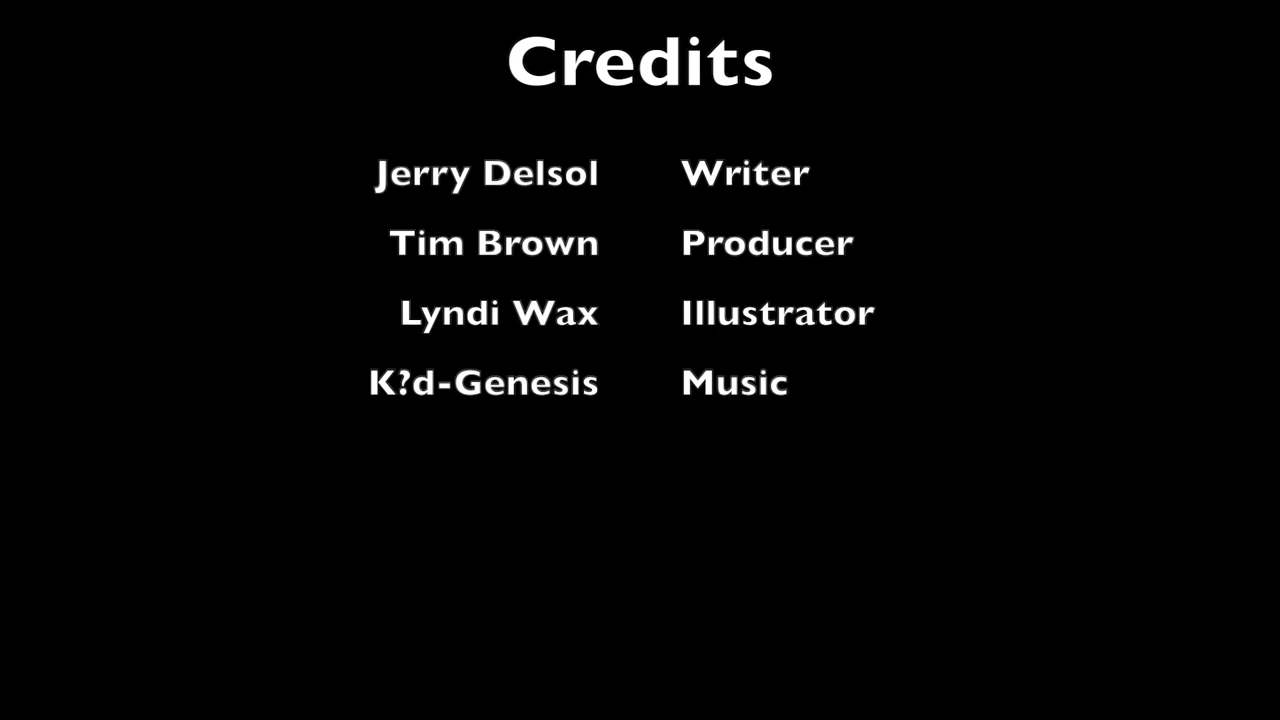 Credits
Jerry Delsol Writer
Tim Brown Producer
Lyndi Wax Illustrator
K?d-Genesis Music